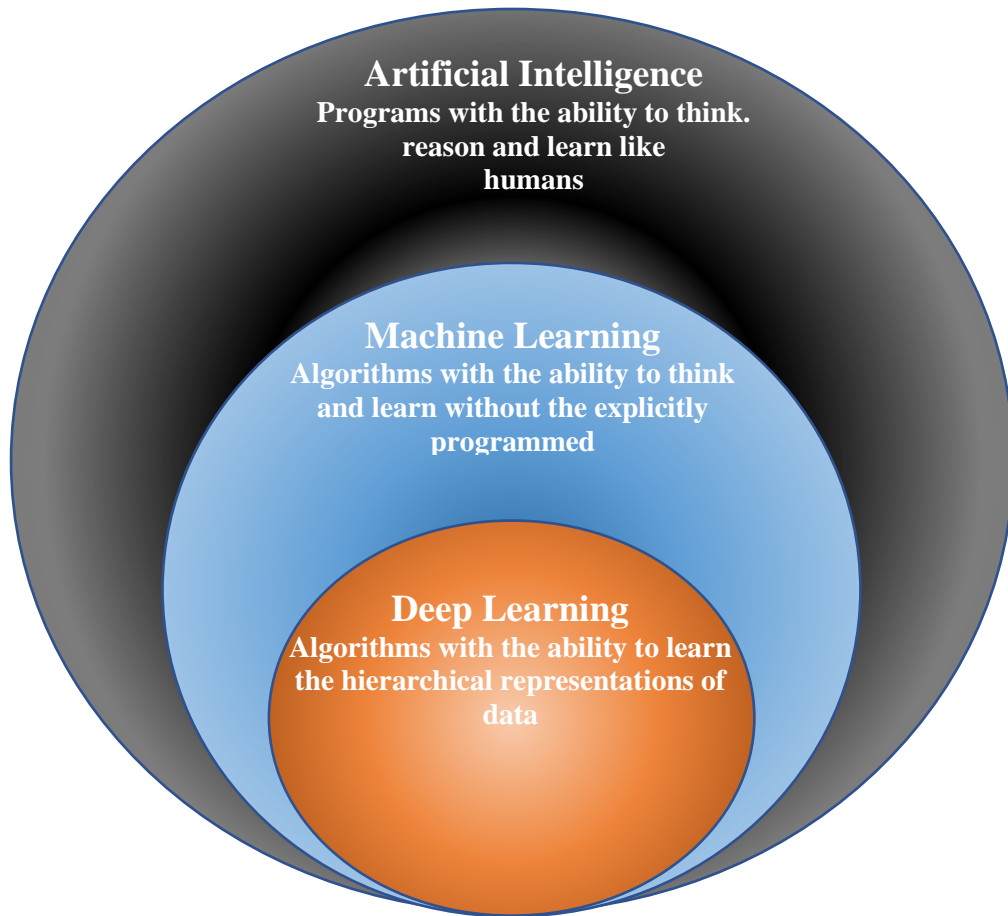 Artificial Intelligence
Programs with the ability to think.
reason and learn like
humans
Machine Learning
Algorithms with the ability to think
and learn without the explicitly
programmed
Deep Learning
Algorithms with the ability to learn
the hierarchical representations of
data